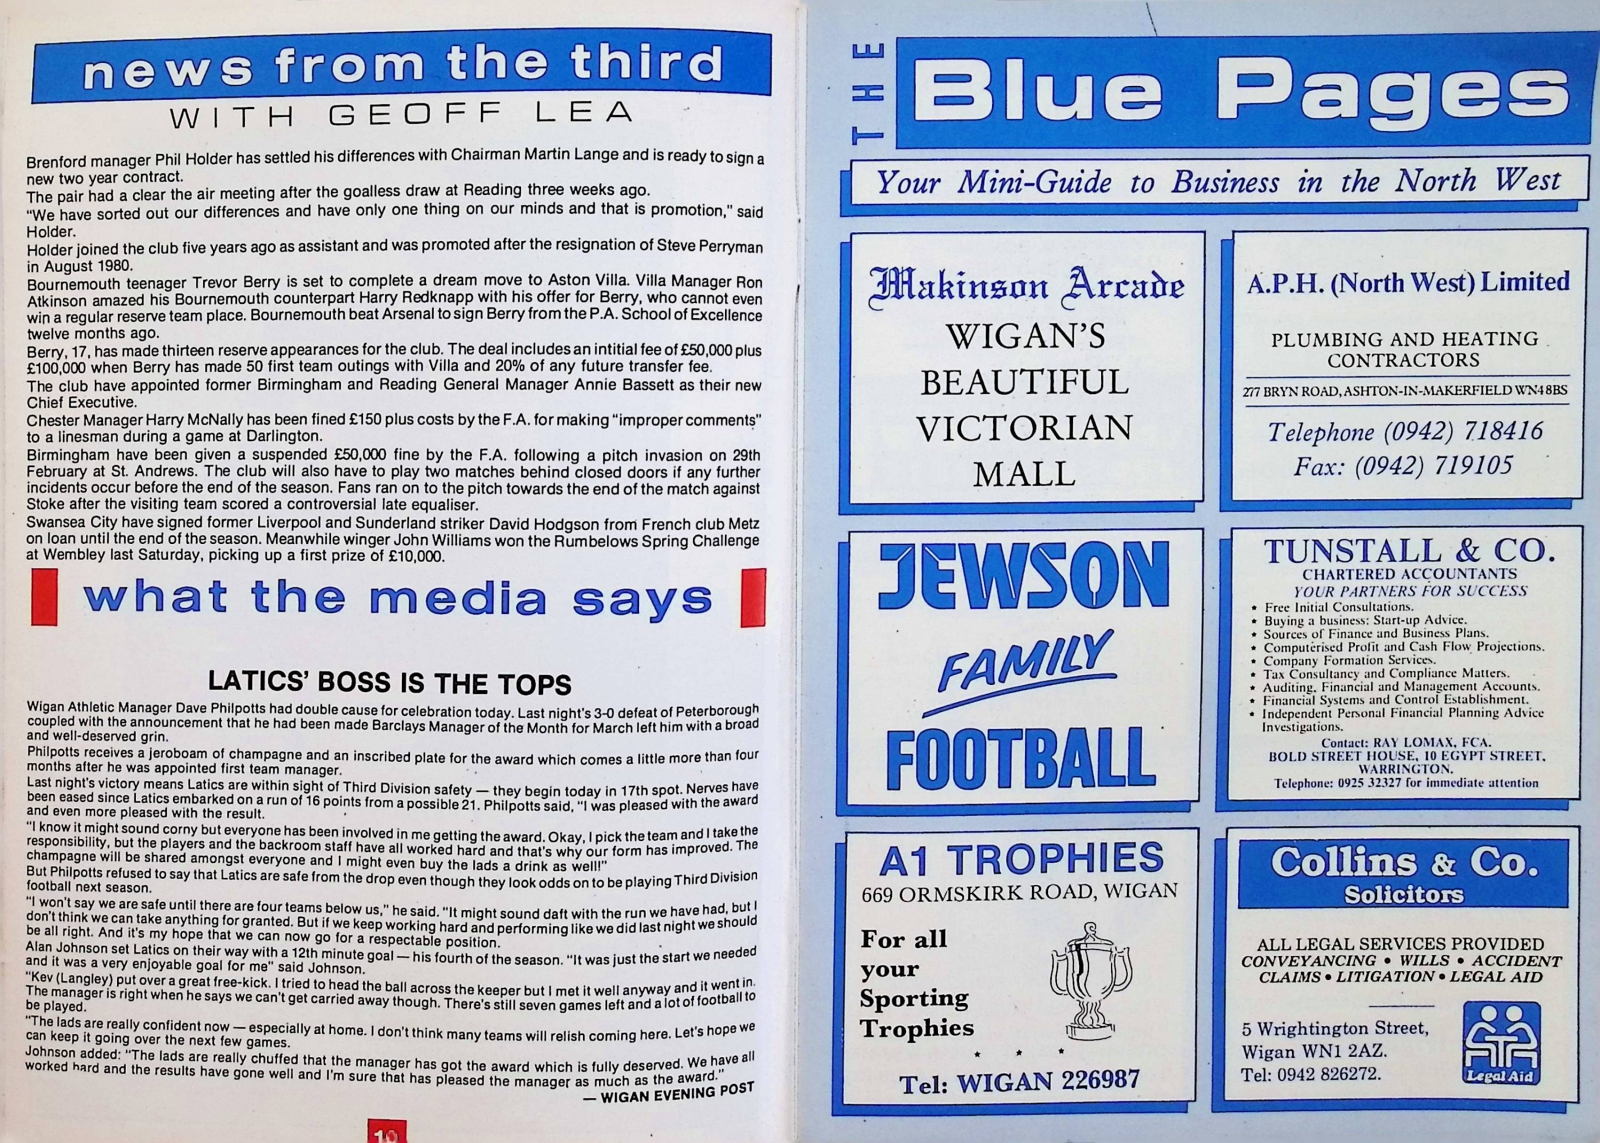 news from the third
WITH GEOFF LEA
Brenford manager Phil Holder has settled his differences with Chairman Martin Lange and is ready to sign a
new two year contract.
The pair had a clear the air meeting after the goalless draw at Reading three weeks ago.
"We have sorted out our differences and have only one thing on our minds and that is promotion," said
Holder.
Holder joined the club five years ago as assistant and was promoted after the resignation of Steve Perryman
in August 1980.
Bournemouth teenager Trevor Berry is set to complete a dream move to Aston Villa. Villa Manager Ron
Atkinson amazed his Bournemouth counterpart Harry Redknapp with his offer for Berry, who cannot even
win a regular reserve team place. Bournemouth beat Arsenal to sign Berry from the P.A. School of Excellence
twelve months ago.
Berry, 17, has made thirteen reserve appearances for the club. The deal includes an intitial fee of £50,000 plus
£100,000 when Berry has made 50 first team outings with Villa and 20% of any future transfer fee.
The club have appointed former Birmingham and Reading General Manager Annie Bassett as their new
Chief Executive.
Chester Manager Harry McNally has been fined £150 plus costs by the F.A. for making "improper comments"
to a linesman during a game at Darlington.
Birmingham have been given a suspended £50,000 fine by the F.A. following a pitch invasion on 29th
February at St. Andrews. The club will also have to play two matches behind closed doors if any further
incidents occur before the end of the season. Fans ran on to the pitch towards the end of the match against
Stoke after the visiting team scored a controversial late equaliser.
Swansea City have signed former Liverpool and Sunderland striker David Hodgson from French club Metz
on loan until the end of the season. Meanwhile winger John Williams won the Rumbelows Spring Challenge
at Wembley last Saturday, picking up a first prize of £10,000.
what the media says
LATICS' BOSS IS THE TOPS
Wigan Athletic Manager Dave Philpotts had double cause for celebration today. Last night's 3-0 defeat of Peterborough
coupled with the announcement that he had been made Barclays Manager of the Month for March left him with a broad
and well-deserved grin.
Philpotts receives a jeroboam of champagne and an inscribed plate for the award which comes a little more than four
months after he was appointed first team manager.
Last night's victory means Latics are within sight of Third Division safety — they begin today in 17th spot. Nerves have
been eased since Latics embarked on a run of 16 points from a possible 21. Philpotts said, "I was pleased with the award
and even more pleased with the result.
"I know it might sound corny but everyone has been involved in me getting the award. Okay, I pick the team and I take the
responsibility, but the players and the backroom staff have all worked hard and that's why our form has improved. The
champagne will be shared amongst everyone and I might even buy the lads a drink as well!"
But Philpotts refused to say that Latics are safe from the drop even though they look odds on to be playing Third Division
football next season.
"I won't say we are safe until there are four teams below us," he said. "It might sound daft with the run we have had, but I
don't think we can take anything for granted. But if we keep working hard and performing like we did last night we should
be all right. And it's my hope that we can now go for a respectable position.
Alan Johnson set Latics on their way with a 12th minute goal — his fourth of the season. "It was just the start we needed
and it was a very enjoyable goal for me" said Johnson.
"Kev (Langley) put over a great free-kick. I tried to head the ball across the keeper but I met it well anyway and it went in.
The manager is right when he says we can't get carried away though. There's still seven games left and a lot of football to
be played.
"The lads are really confident now — especially at home. I don't think many teams will relish coming here. Let's hope we
can keep it going over the next few games.
Johnson added: "The lads are really chuffed that the manager has got the award which is fully deserved. We have all
worked hard and the results have gone well and I'm sure that has pleased the manager as much as the award."
— WIGAN EVENING POST
THE Blue Pages
Your Mini-Guide to Business in the North West
Makinson Arcade
WIGAN'S
BEAUTIFUL
VICTORIAN
MALL
A.P.H. (North West) Limited
PLUMBING AND HEATING
CONTRACTORS
277 BRYN ROAD, ASHTON-IN-MAKERFIELD WN4 8BS
Telephone (0942) 718416
Fax: (0942) 719105
JEWSON
FAMILY
FOOTBALL
TUNSTALL & CO.
CHARTERED ACCOUNTANTS
YOUR PARTNERS FOR SUCCESS
* Free Initial Consultations.
* Buying a business: Start-up Advice.
* Sources of Finance and Business Plans.
* Computerised Profit and Cash Flow Projections.
* Company Formation Services.
* Tax Consultancy and Compliance Matters.
* Auditing, Financial and Management Accounts.
* Financial Systems and Control Establishment.
* Independent Personal Financial Planning Advice
Investigations.
Contact: RAY LOMAX, FCA.
BOLD STREET HOUSE, 10 EGYPT STREET,
WARRINGTON.
Telephone: 0925 32327 for immediate attention
A1 TROPHIES
669 ORMSKIRK ROAD, WIGAN
For all
your
Sporting
Trophies
* * *
Tel: WIGAN 226987
Collins & Co.
Solicitors
ALL LEGAL SERVICES PROVIDED
CONVEYANCING • WILLS • ACCIDENT
CLAIMS • LITIGATION • LEGAL AID
5 Wrightington Street,
Wigan WN1 2AZ.
Tel: 0942 826272.
Legal Aid